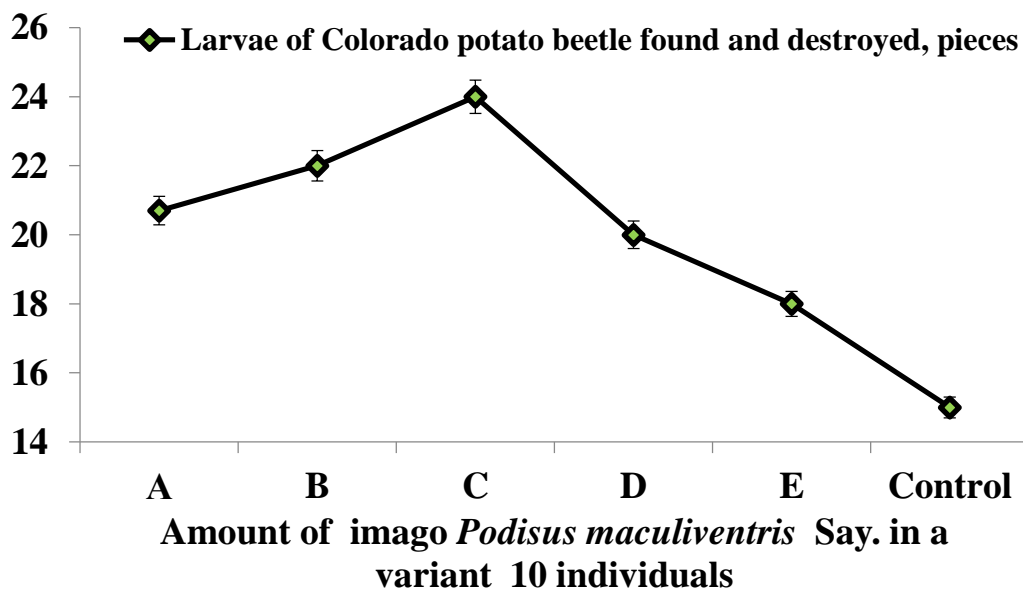 26
Larvae of Colorado potato beetle found and destroyed, pieces
24
22
20
18
16
14
A B C D E Control
Amount of imago Podisus maculiventris Say. in a
variant 10 individuals